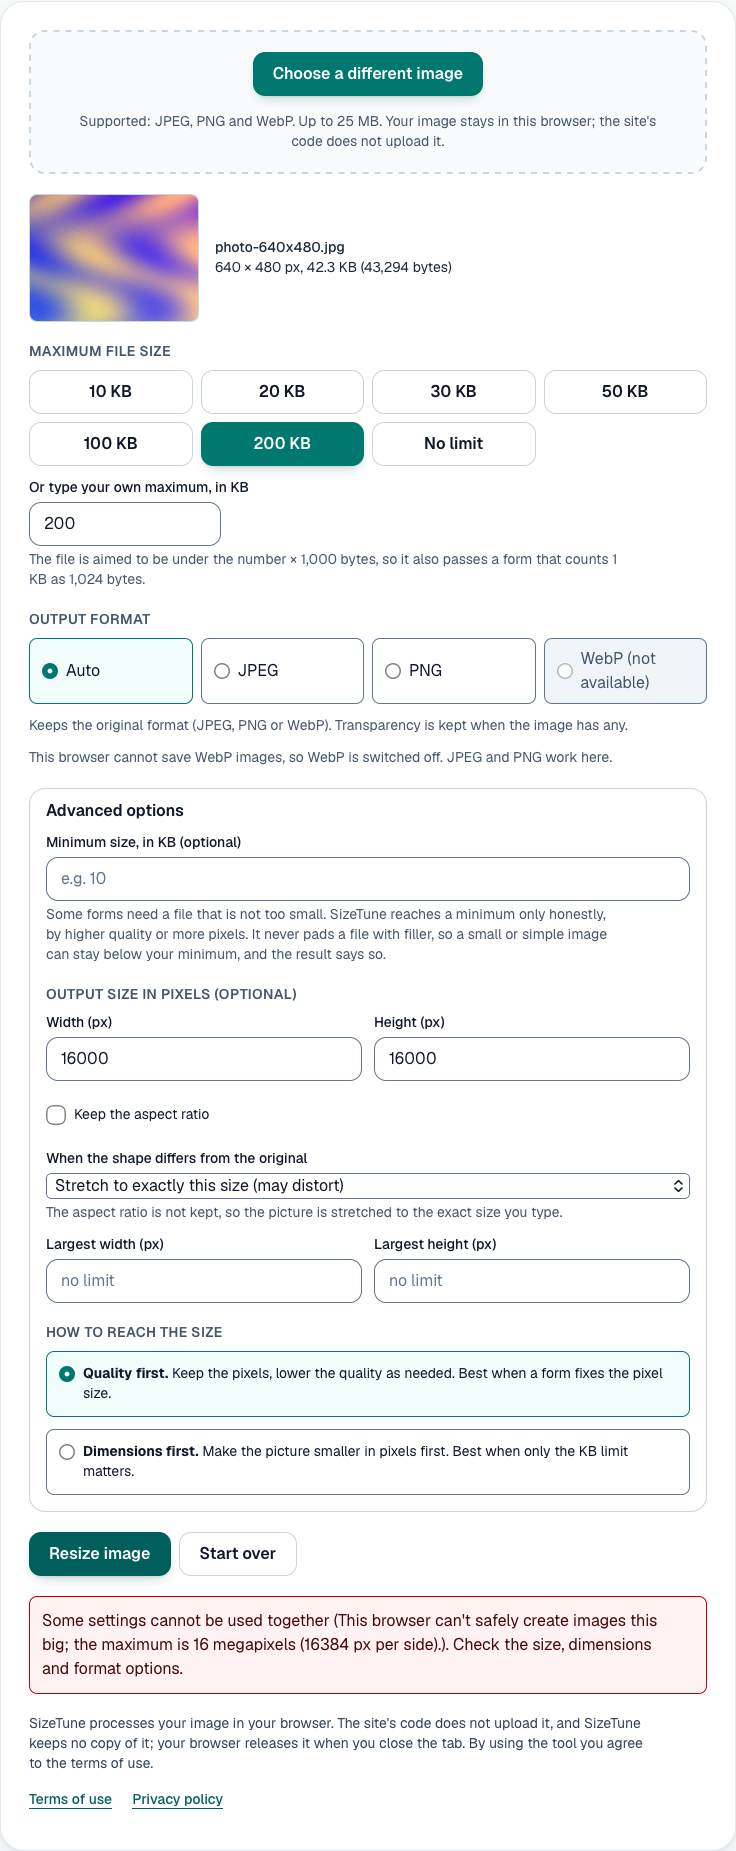 Choose a different image
Supported: JPEG, PNG and WebP. Up to 25 MB. Your image stays in this browser; the site's
code does not upload it.
photo-640x480.jpg
640 × 480 px, 42.3 KB (43,294 bytes)
MAXIMUM FILE SIZE
10 KB 20 KB 30 KB 50 KB
100 KB 200 KB No limit
Or type your own maximum, in KB
200
The file is aimed to be under the number × 1,000 bytes, so it also passes a form that counts 1
KB as 1,024 bytes.
OUTPUT FORMAT
Auto JPEG PNG WebP (not
available)
Keeps the original format (JPEG, PNG or WebP). Transparency is kept when the image has any.
This browser cannot save WebP images, so WebP is switched off. JPEG and PNG work here.
Advanced options
Minimum size, in KB (optional)
e.g. 10
Some forms need a file that is not too small. SizeTune reaches a minimum only honestly,
by higher quality or more pixels. It never pads a file with filler, so a small or simple image
can stay below your minimum, and the result says so.
OUTPUT SIZE IN PIXELS (OPTIONAL)
Width (px) Height (px)
16000 16000
Keep the aspect ratio
When the shape differs from the original
Stretch to exactly this size (may distort)
The aspect ratio is not kept, so the picture is stretched to the exact size you type.
Largest width (px) Largest height (px)
no limit no limit
HOW TO REACH THE SIZE
Quality first. Keep the pixels, lower the quality as needed. Best when a form fixes the pixel
size.
Dimensions first. Make the picture smaller in pixels first. Best when only the KB limit
matters.
Resize image Start over
Some settings cannot be used together (This browser can't safely create images this
big; the maximum is 16 megapixels (16384 px per side).). Check the size, dimensions
and format options.
SizeTune processes your image in your browser. The site's code does not upload it, and SizeTune
keeps no copy of it; your browser releases it when you close the tab. By using the tool you agree
to the terms of use.
Terms of use Privacy policy